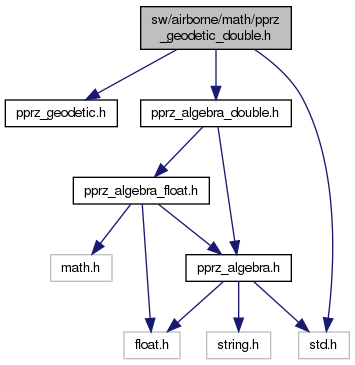 sw/airborne/math/pprz
_geodetic_double.h
pprz_geodetic.h
pprz_algebra_double.h
pprz_algebra_float.h
math.h
pprz_algebra.h
float.h
string.h
std.h